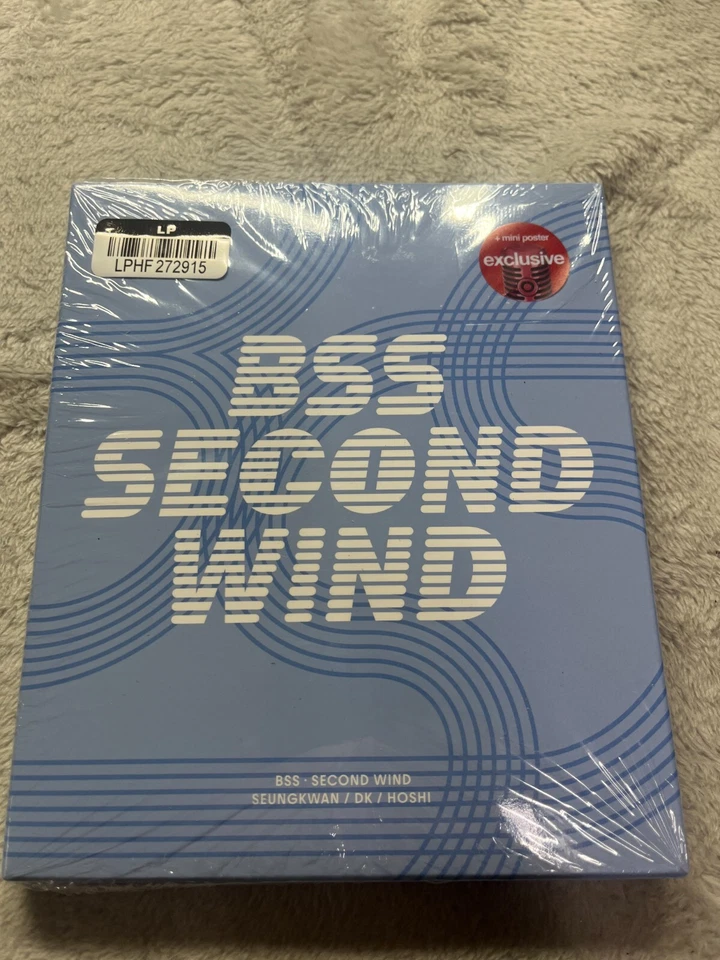 LP
LPHF 272915
+ mini poster
exclusive
BSS
SECOND
WIND
BSS · SECOND WIND
SEUNGKWAN / DK / HOSHI